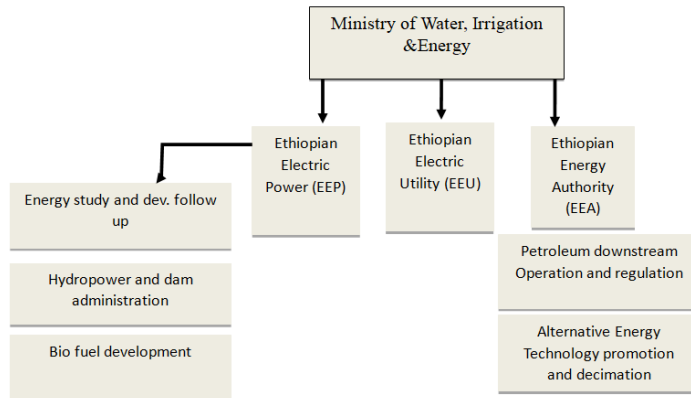 Ministry of Water, Irrigation
&Energy
Ethiopian
Electric
Power (EEP)
Ethiopian
Electric
Utility (EEU)
Ethiopian
Energy
Authority
(EEA)
Energy study and dev. follow
up
Hydropower and dam
administration
Bio fuel development
Petroleum downstream
Operation and regulation
Alternative Energy
Technology promotion
and decimation